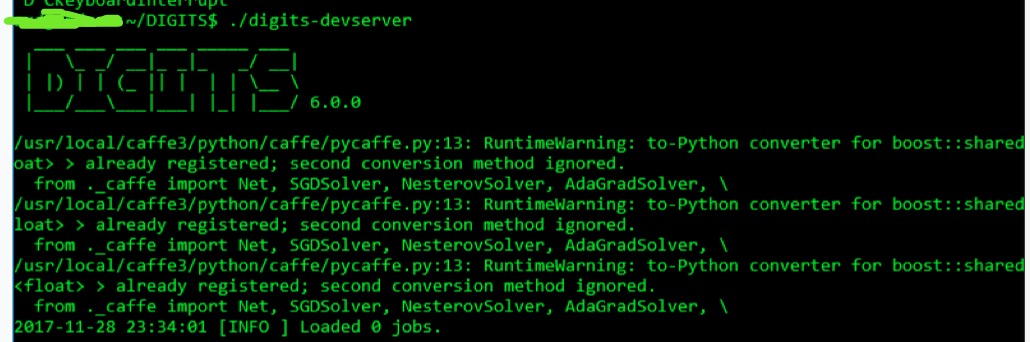 D CKeyboardInterrupt
~/DIGITS$ ./digits-devserver
DIGITS
6.0.0
/usr/local/caffe3/python/caffe/pycaffe.py:13: RuntimeWarning: to-Python converter for boost::shared
oat> > already registered; second conversion method ignored.
from ._caffe import Net, SGDSolver, NesterovSolver, AdaGradSolver, \
/usr/local/caffe3/python/caffe/pycaffe.py:13: RuntimeWarning: to-Python converter for boost::shared
loat> > already registered; second conversion method ignored.
from ._caffe import Net, SGDSolver, NesterovSolver, AdaGradSolver, \
/usr/local/caffe3/python/caffe/pycaffe.py:13: RuntimeWarning: to-Python converter for boost::shared
<float> > already registered; second conversion method ignored.
from ._caffe import Net, SGDSolver, NesterovSolver, AdaGradSolver, \
2017-11-28 23:34:01 [INFO ] Loaded 0 jobs.